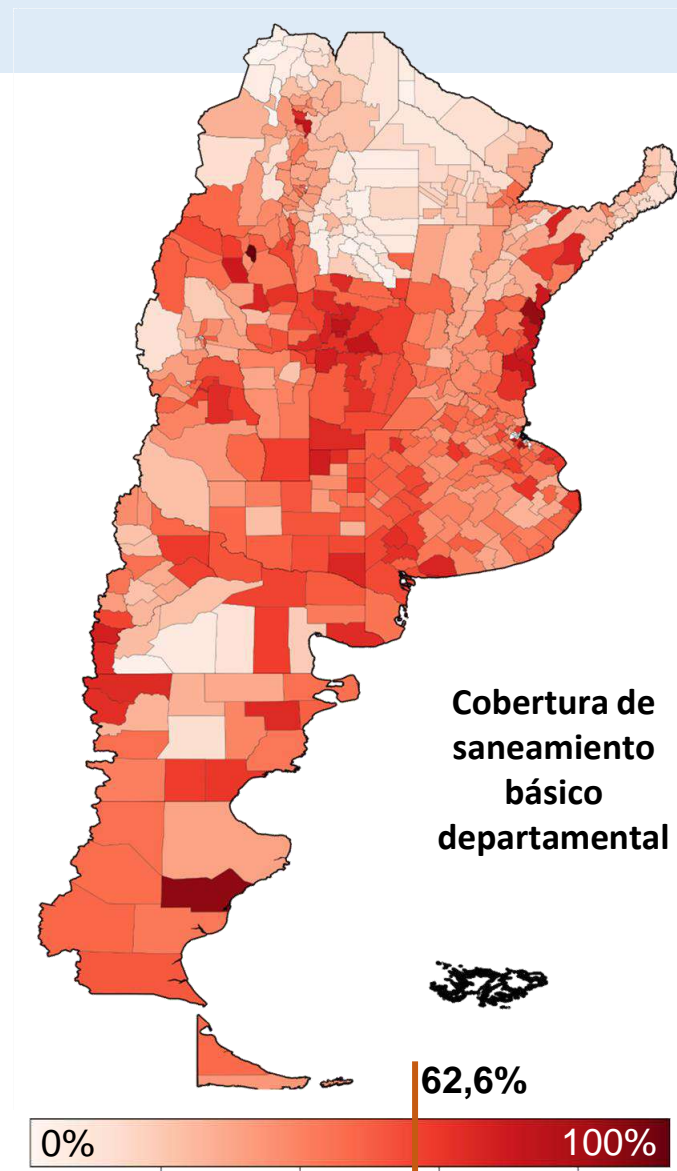 Cobertura de
saneamiento
básico
departamental
62,6%
0%
100%